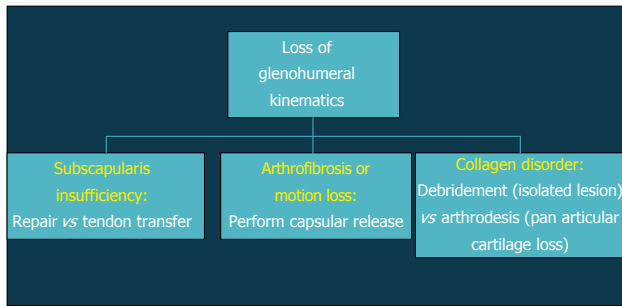 Loss of
glenohumeral
kinematics
Subscapularis
insufficiency:
Repair vs tendon transfer
Arthrofibrosis or
motion loss:
Perform capsular release
Collagen disorder:
Debridement (isolated lesion)
vs arthrodesis (pan articular
cartilage loss)